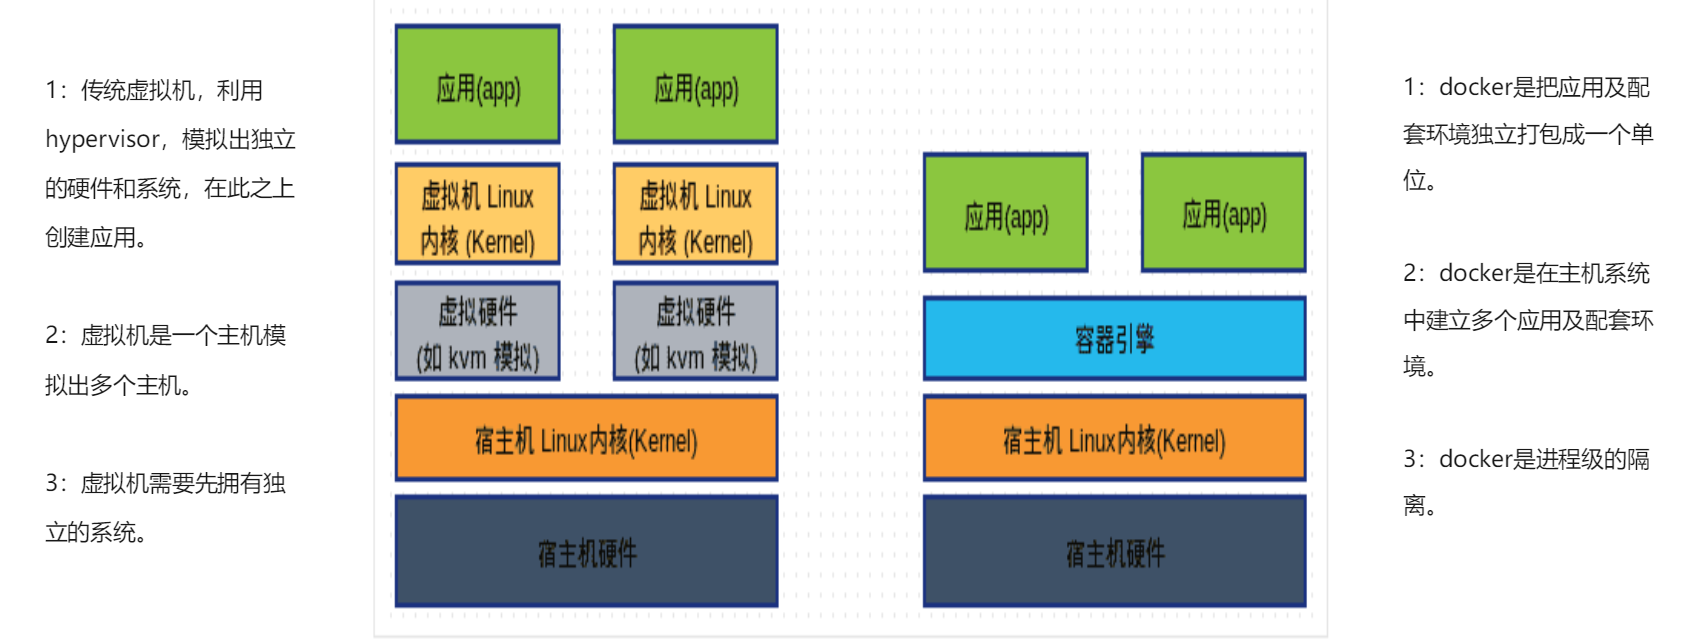 1：传统虚拟机，利用
hypervisor，模拟出独立
的硬件和系统，在此之上
创建应用。
2：虚拟机是一个主机模
拟出多个主机。
3：虚拟机需要先拥有独
立的系统。
应用(app)
应用(app)
虚拟机 Linux
内核 (Kernel)
虚拟机 Linux
内核 (Kernel)
虚拟硬件
(如 kvm 模拟)
虚拟硬件
(如 kvm 模拟)
宿主机 Linux内核(Kernel)
宿主机硬件
应用(app)
应用(app)
容器引擎
宿主机 Linux内核(Kernel)
宿主机硬件
1：docker是把应用及配
套环境独立打包成一个单
位。
2：docker是在主机系统
中建立多个应用及配套环
境。
3：docker是进程级的隔
离。